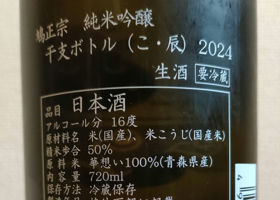 鳩正宗 純米吟醸
干支ボトル(こ・辰) 2024
生酒 要冷蔵
品目 日本酒
アルコール分 16度
原材料名 米(国産)、米こうじ(国産米)
精米歩合 50%
原料米 華想い100%(青森県産)
内容量 720ml
保存方法 冷蔵保存